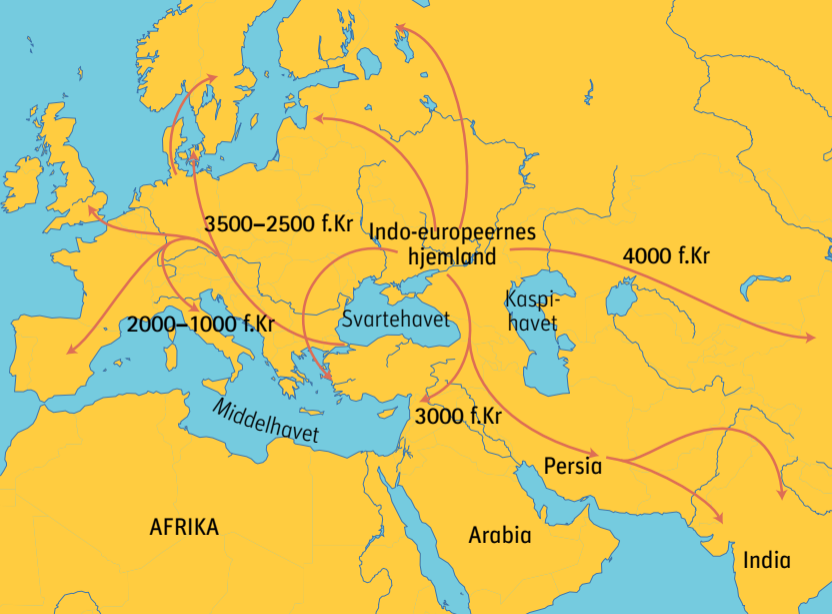 3500–2500 f.Kr
Indo-europeernes
hjemland
4000 f.Kr
Kaspi-
havet
Svartehavet
2000–1000 f.Kr
Middelhavet
3000 f.Kr
Persia
AFRIKA
Arabia
India